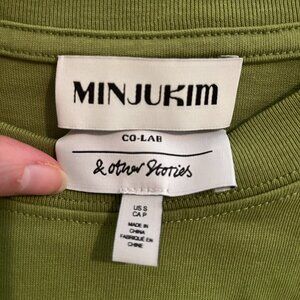 MINJUKIM
CO-LAB
& Other Stories
US S
CA P
MADE IN
CHINA
FABRIQUÉ EN
CHINE